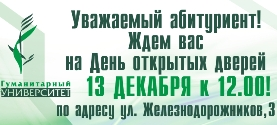 Уважаемый абитуриент!
Ждем вас
на День открытых дверей
13 ДЕКАБРЯ к 12.00!
по адресу ул. Железнодорожников,3
Гуманитарный
УНИВЕРСИТЕТ